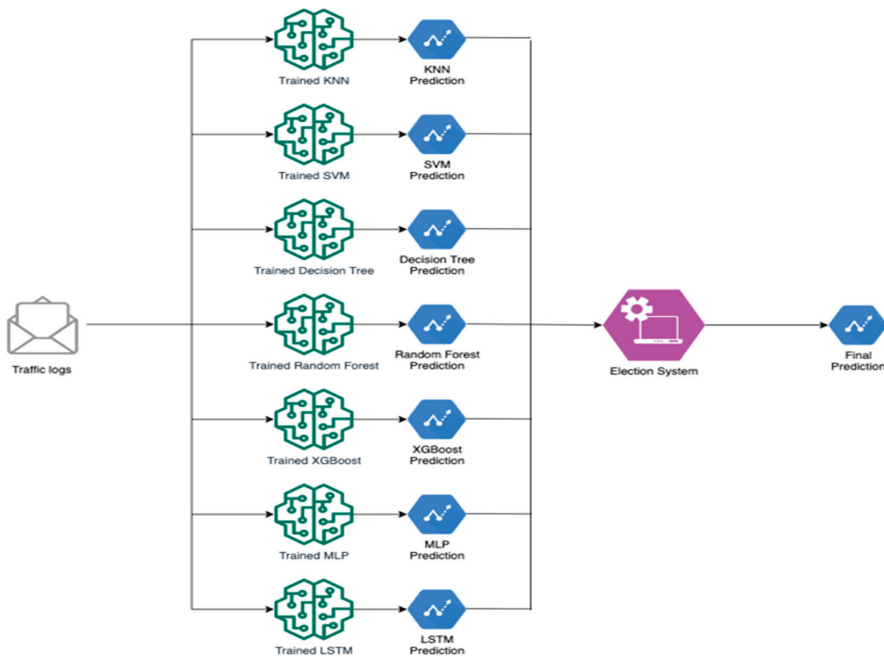 Trained KNN
KNN
Prediction
Trained SVM
SVM
Prediction
Trained Decision Tree
Decision Tree
Prediction
Traffic logs
Trained Random Forest
Random Forest
Prediction
Election System
Final
Prediction
Trained XGBoost
XGBoost
Prediction
Trained MLP
MLP
Prediction
Trained LSTM
LSTM
Prediction